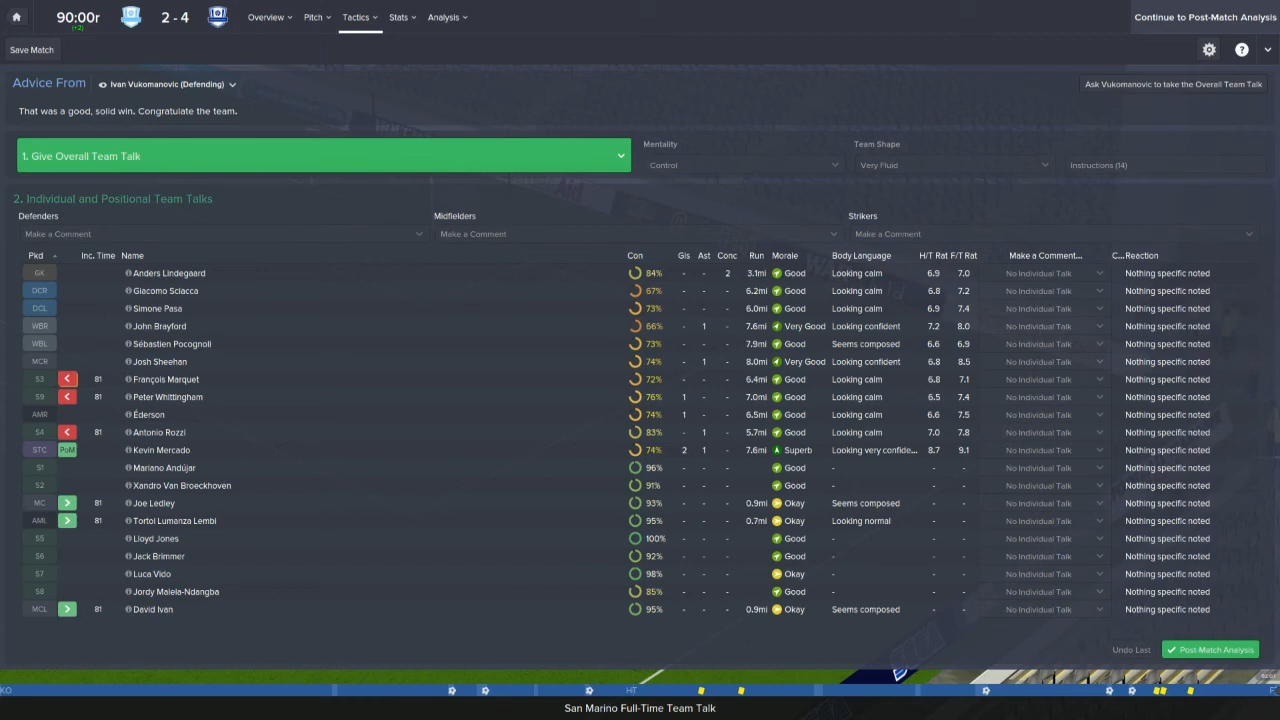 90:00r (+2) 2 - 4 Overview Pitch Tactics Stats Analysis Continue to Post-Match Analysis
Save Match
Advice From Ivan Vukomanovic (Defending) Ask Vukomanovic to take the Overall Team Talk
That was a good, solid win. Congratulate the team.
Mentality Team Shape
1. Give Overall Team Talk Control Very Fluid Instructions (14)
2. Individual and Positional Team Talks
Defenders Midfielders Strikers
Make a Comment Make a Comment Make a Comment
Pkd Inc. Time Name Con Gls Ast Conc Run Morale Body Language H/T Rat F/T Rat Make a Comment... C... Reaction
GK Anders Lindegaard 84% - - 2 3.1mi Good Looking calm 6.9 7.0 No Individual Talk Nothing specific noted
DCR Giacomo Sciacca 67% - - - 6.2mi Good Looking calm 6.8 7.2 No Individual Talk Nothing specific noted
DCL Simone Pasa 73% - - - 6.0mi Good Looking calm 6.9 7.4 No Individual Talk Nothing specific noted
WBR John Brayford 66% - 1 - 7.6mi Very Good Looking confident 7.2 8.0 No Individual Talk Nothing specific noted
WBL Sébastien Pocognoli 73% - - - 7.9mi Good Seems composed 6.6 6.9 No Individual Talk Nothing specific noted
MCR Josh Sheehan 74% - 1 - 8.0mi Very Good Looking confident 6.8 8.5 No Individual Talk Nothing specific noted
S3 81 François Marquet 72% - - - 6.4mi Good Looking calm 6.8 7.1 No Individual Talk Nothing specific noted
S9 81 Peter Whittingham 76% 1 - - 7.0mi Good Looking calm 6.5 7.4 No Individual Talk Nothing specific noted
AMR Éderson 74% 1 - - 6.5mi Good Looking calm 6.6 7.5 No Individual Talk Nothing specific noted
S4 81 Antonio Rozzi 83% - 1 - 5.7mi Good Looking calm 7.0 7.8 No Individual Talk Nothing specific noted
STC PoM Kevin Mercado 74% 2 1 - 7.6mi Superb Looking very confide... 8.7 9.1 No Individual Talk Nothing specific noted
S1 Mariano Andújar 96% - - - Good - - - No Individual Talk Nothing specific noted
S2 Xandro Van Broeckhoven 91% - - - Good - - - No Individual Talk Nothing specific noted
MC 81 Joe Ledley 93% - - - 0.9mi Okay Seems composed - - No Individual Talk Nothing specific noted
AML 81 Tortol Lumanza Lembi 95% - - - 0.7mi Okay Looking normal - - No Individual Talk Nothing specific noted
S5 Lloyd Jones 100% - - - Good - - - No Individual Talk Nothing specific noted
S6 Jack Brimmer 92% - - - Good - - - No Individual Talk Nothing specific noted
S7 Luca Vido 98% - - - Okay - - - No Individual Talk Nothing specific noted
S8 Jordy Malela-Ndangba 85% - - - Good - - - No Individual Talk Nothing specific noted
MCL 81 David Ivan 95% - - - 0.9mi Okay Seems composed - - No Individual Talk Nothing specific noted
Undo Last Post-Match Analysis
KO HT F
San Marino Full-Time Team Talk